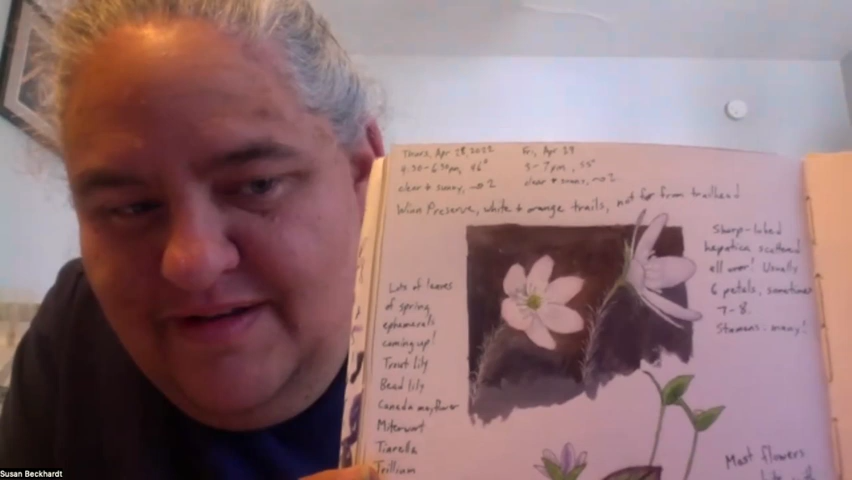 Thurs, Apr 28, 2022
4:30-6:30pm, 46°
clear + sunny, →2
Fri, Apr 29
3-7pm, 55°
clear + sunny, →2
Winn Preserve, white + orange trails, not far from trailhead
Sharp-lobed
hepatica scattered
all over! Usually
6 petals, sometimes
7-8.
Stamens: many!
Lots of leaves
of spring
ephemerals
coming up!
Trout lily
Bead lily
Canada mayflower
Miterwort
Tiarella
Trillium
Most flowers
Susan Beckhardt